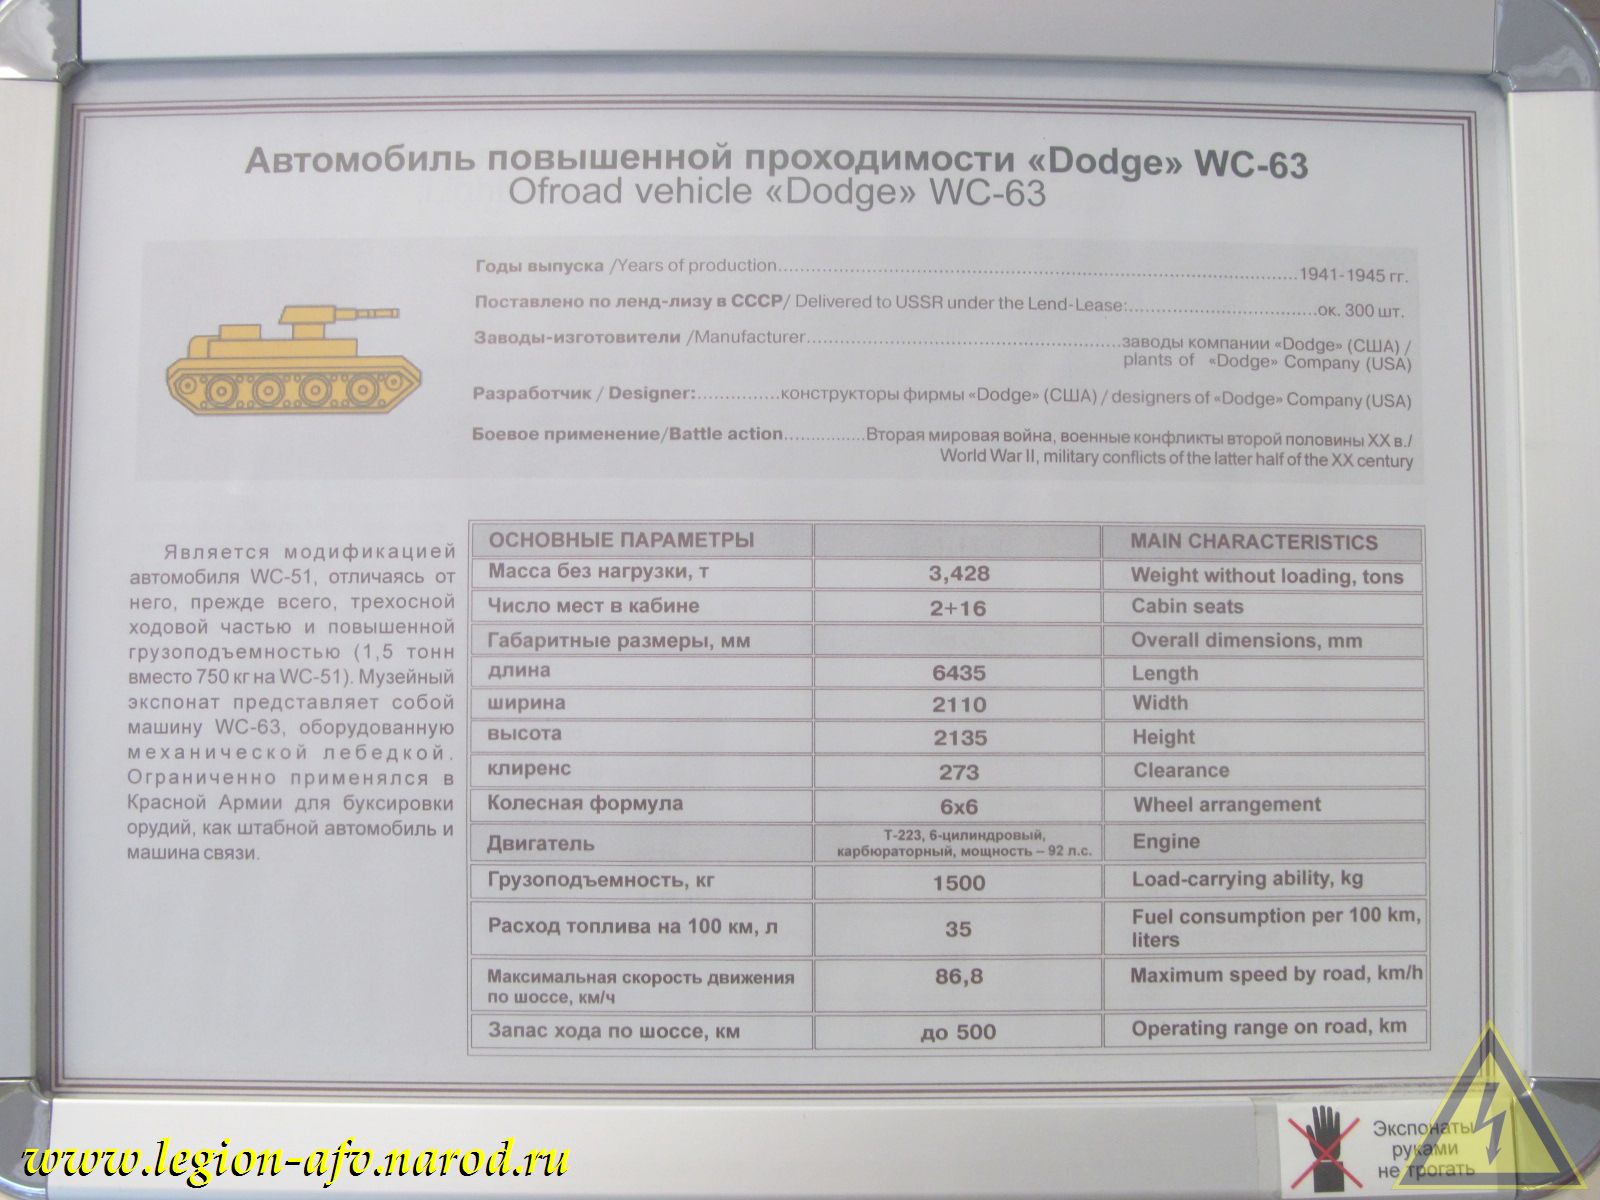 Автомобиль повышенной проходимости «Dodge» WC-63
Ofroad vehicle «Dodge» WC-63
Годы выпуска /Years of production.....1941-1945 гг.
Поставлено по ленд-лизу в СССР/ Delivered to USSR under the Lend-Lease:.....ок. 300 шт.
Заводы-изготовители /Manufacturer.....заводы компании «Dodge» (США) /
plants of «Dodge» Company (USA)
Разработчик / Designer:.....конструкторы фирмы «Dodge» (США) / designers of «Dodge» Company (USA)
Боевое применение/Battle action.....Вторая мировая война, военные конфликты второй половины XX в./
World War II, military conflicts of the latter half of the XX century
Является модификацией
автомобиля WC-51, отличаясь от
него, прежде всего, трехосной
ходовой частью и повышенной
грузоподъемностью (1,5 тонн
вместо 750 кг на WC-51). Музейный
экспонат представляет собой
машину WC-63, оборудованную
механической лебедкой.
Ограниченно применялся в
Красной Армии для буксировки
орудий, как штабной автомобиль и
машина связи.
ОСНОВНЫЕ ПАРАМЕТРЫ MAIN CHARACTERISTICS
Масса без нагрузки, т 3,428 Weight without loading, tons
Число мест в кабине 2+16 Cabin seats
Габаритные размеры, мм Overall dimensions, mm
длина 6435 Length
ширина 2110 Width
высота 2135 Height
клиренс 273 Clearance
Колесная формула 6x6 Wheel arrangement
Двигатель Т-223, 6-цилиндровый, Engine
карбюраторный, мощность – 92 л.с.
Грузоподъемность, кг 1500 Load-carrying ability, kg
Расход топлива на 100 км, л 35 Fuel consumption per 100 km,
liters
Максимальная скорость движения 86,8 Maximum speed by road, km/h
по шоссе, км/ч
Запас хода по шоссе, км до 500 Operating range on road, km
Экспонаты
руками
не трогать
www.legion-afv.narod.ru